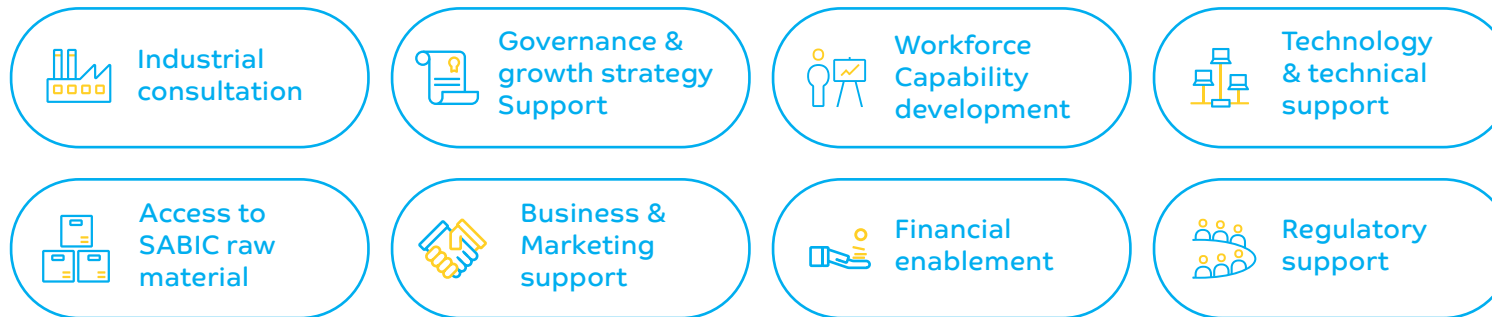 Industrial
consultation
Governance &
growth strategy
Support
Workforce
Capability
development
Technology
& technical
support
Access to
SABIC raw
material
Business &
Marketing
support
Financial
enablement
Regulatory
support